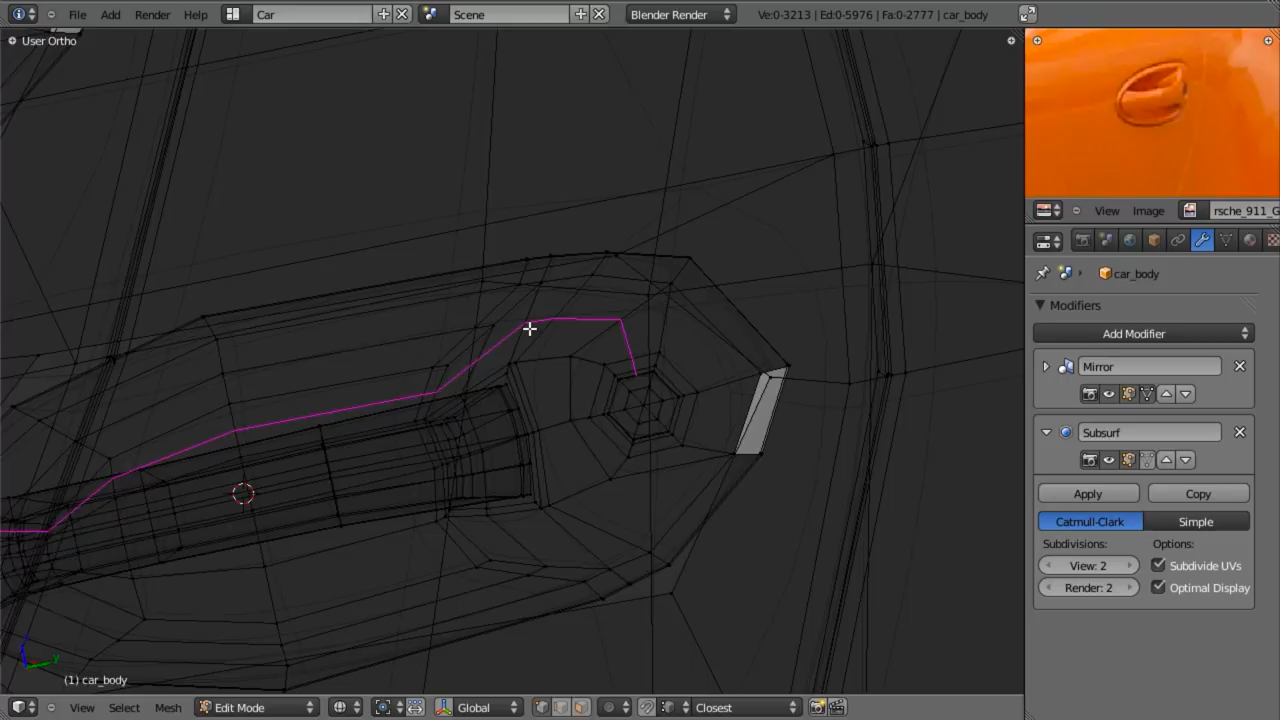 File Add Render Help Car Scene Blender Render Ve:0-3213 | Ed:0-5976 | Fa:0-2777 | car_body
User Ortho
View Image rsche_911_G
car_body
Modifiers
Add Modifier
Mirror
Subsurf
Apply Copy
Catmull-Clark Simple
Subdivisions: Options:
View: 2 Subdivide UVs
Render: 2 Optimal Display
y
(1) car_body
View Select Mesh Edit Mode Global Closest